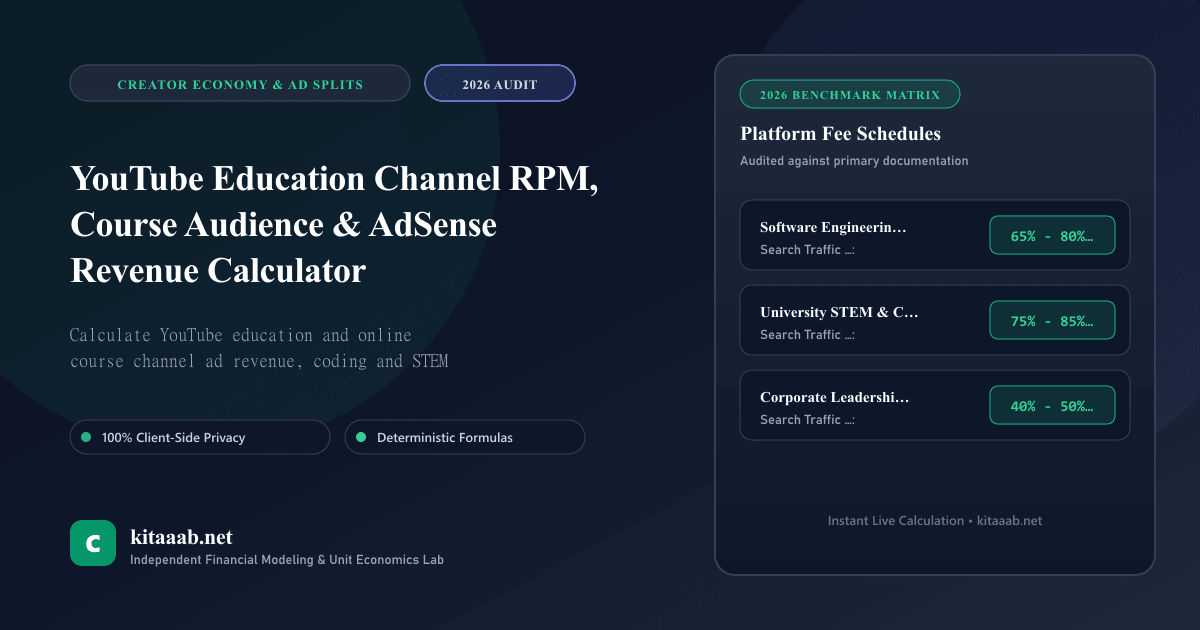 CREATOR ECONOMY & AD SPLITS
2026 AUDIT
YouTube Education Channel RPM,
Course Audience & AdSense
Revenue Calculator
Calculate YouTube education and online
course channel ad revenue, coding and STEM
100% Client-Side Privacy
Deterministic Formulas
C
kitaaab.net
Independent Financial Modeling & Unit Economics Lab
2026 BENCHMARK MATRIX
Platform Fee Schedules
Audited against primary documentation
Software Engineerin…
Search Traffic …:
65% - 80%…
University STEM & C…
Search Traffic …:
75% - 85%…
Corporate Leadershi…
Search Traffic …:
40% - 50%…
Instant Live Calculation • kitaaab.net